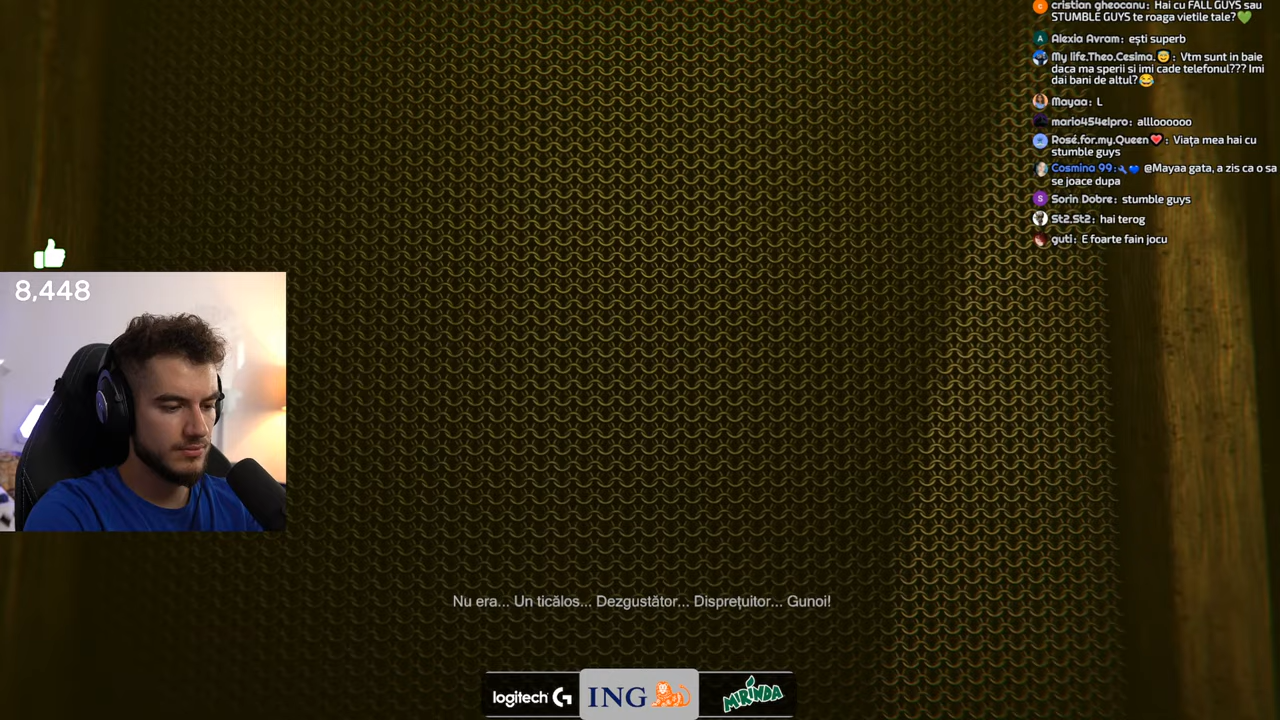 cristian gheocanu: Hai cu FALL GUYS sau
STUMBLE GUYS te roaga vietile tale?💚
A Alexia Avram: ești superb
My life.Theo.Cesima.😇: Vtm sunt in baie
daca ma sperii si imi cade telefonul??? Imi
dai bani de altul?😂
Mayaa: L
mario454elpro: allloooooo
Rosé.for.my.Queen❤️: Viața mea hai cu
stumble guys
Cosmina 99:🔧💙 @Mayaa gata, a zis ca o sa
se joace dupa
S Sorin Dobre: stumble guys
St2.St2: hai terog
guti: E foarte fain jocu
8,448
Nu era... Un ticălos... Dezgustător... Disprețuitor... Gunoi!
logitech G ING MIRINDA